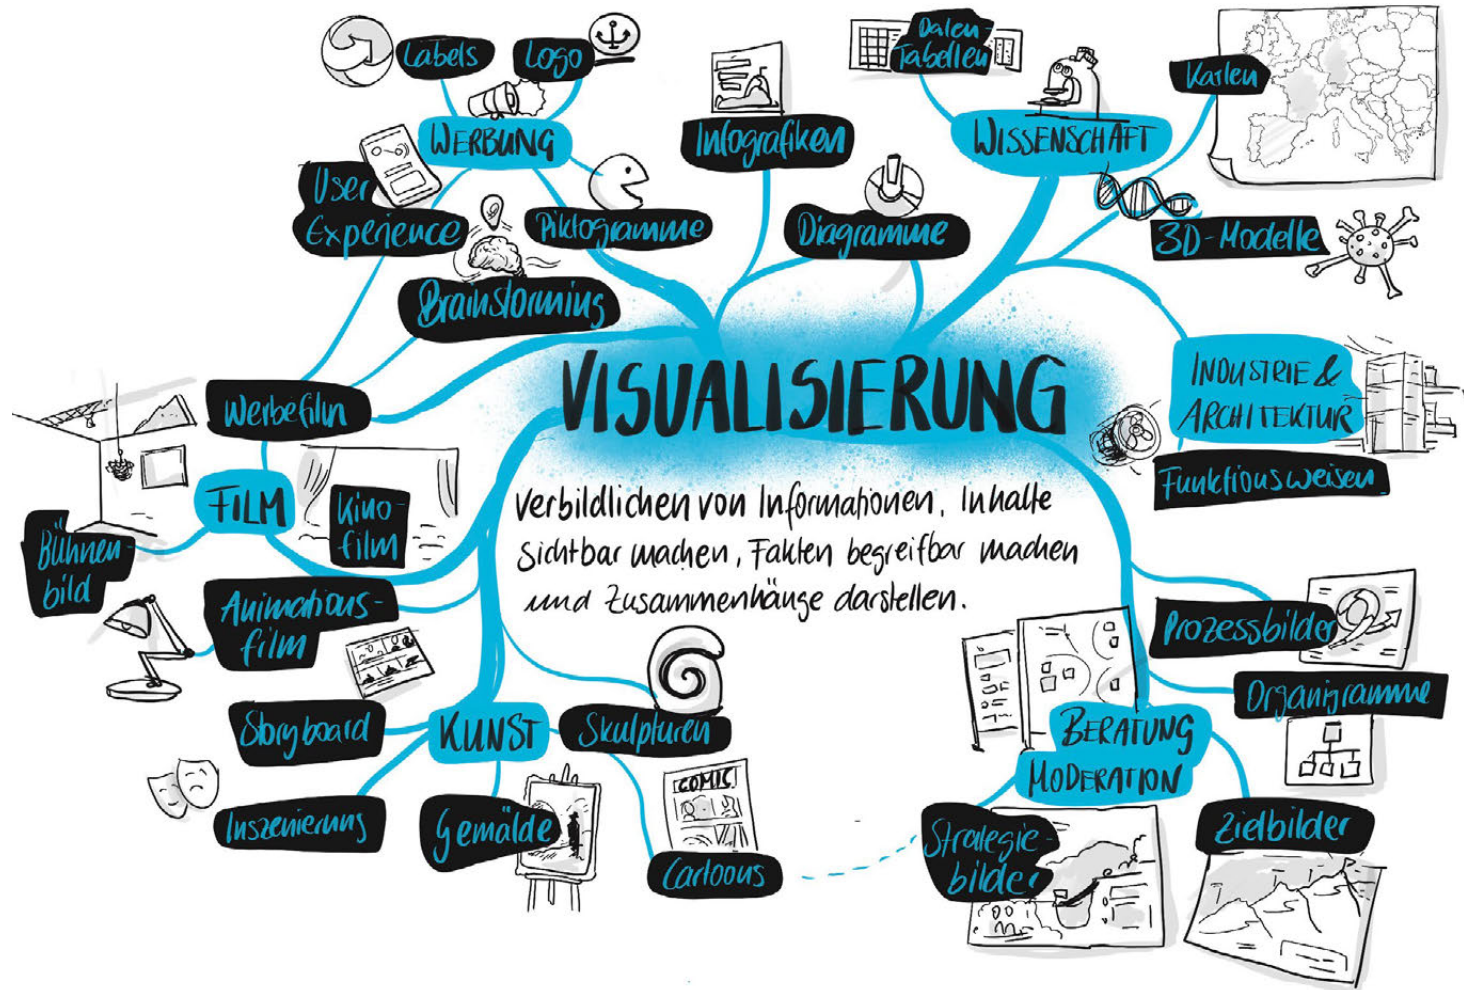 Labels
Logo
WERBUNG
User
Experience
Piktogramme
Brainstorming
Infografiken
Diagramme
Daten-
Tabellen
WISSENSCHAFT
Karten
3D-Modelle
INDUSTRIE &
ARCHITEKTUR
Funktionsweisen
VISUALISIERUNG
Verbildlichen von Informationen, Inhalte
Sichtbar machen, Fakten begreifbar machen
und Zusammenhänge darstellen.
Werbefilm
FILM
Kino-
film
Bühnen-
bild
Animations-
film
Storyboard
KUNST
Skulpturen
Inszenierung
Gemälde
COMIC
Cartoons
Prozessbilder
Organigramme
BERATUNG
MODERATION
Strategie-
bilder
Zielbilder